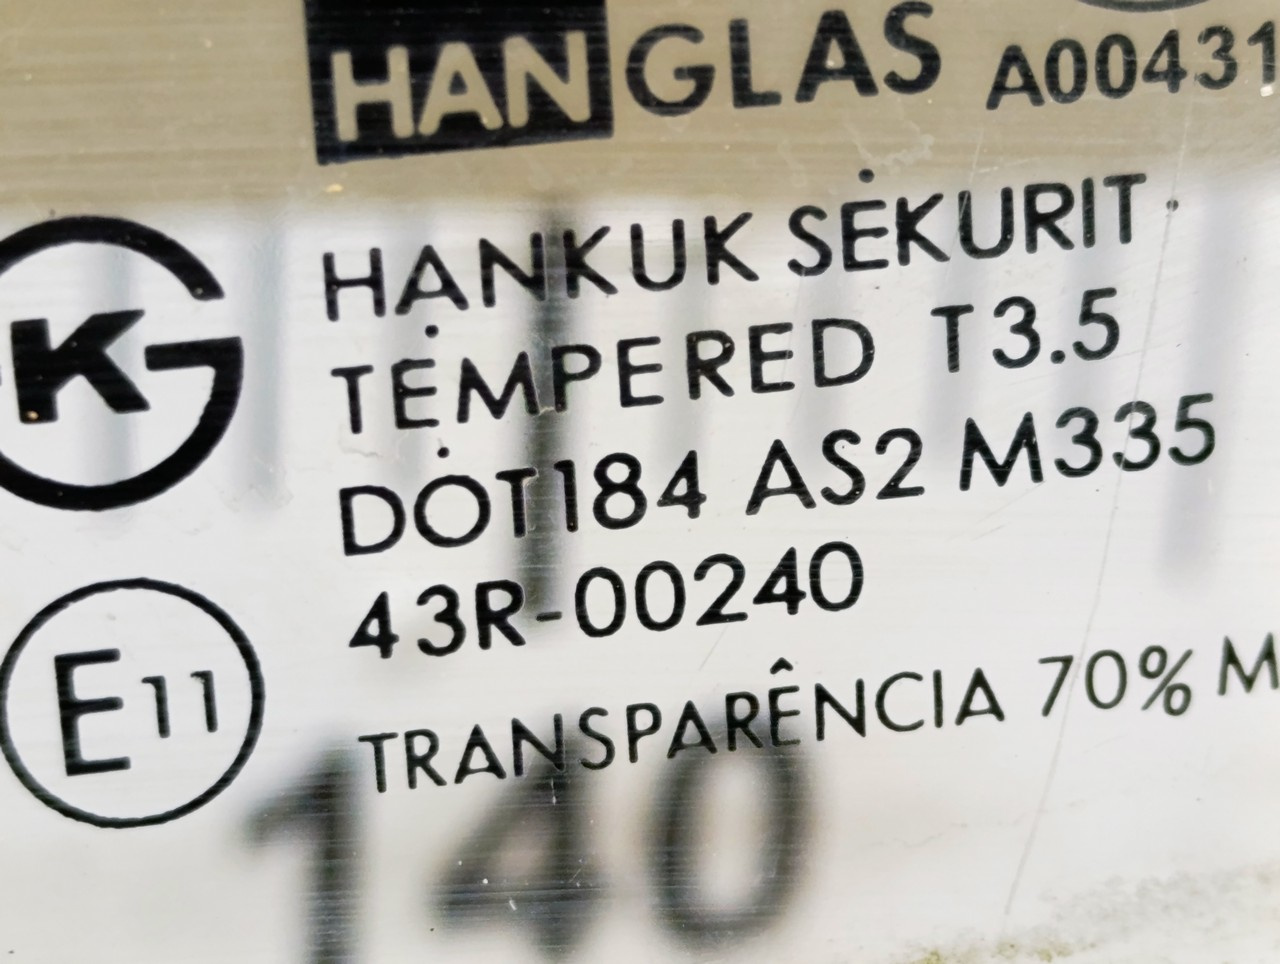 HANGLAS A00431
HANKUK SEKURIT
TEMPERED T3.5
DOT184 AS2 M335
43R-00240
E11
TRANSPARÊNCIA 70% M
140